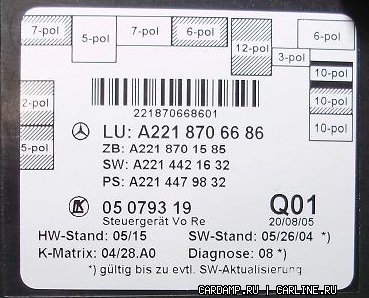 7-pol
5-pol
7-pol
6-pol
12-pol
3-pol
6-pol
10-pol
10-pol
10-pol
2-pol
5-pol
221870668601
LU: A221 870 66 86
ZB: A221 870 15 85
SW: A221 442 16 32
PS: A221 447 98 32
K 05 0793 19
Q01
Steuergerät Vo Re
20/08/05
HW-Stand: 05/15 SW-Stand: 05/26/04 *)
K-Matrix: 04/28.A0 Diagnose: 08 *)
*) gültig bis zu evtl. SW-Aktualisierung
CARDAMP.RU | CARLINE.RU